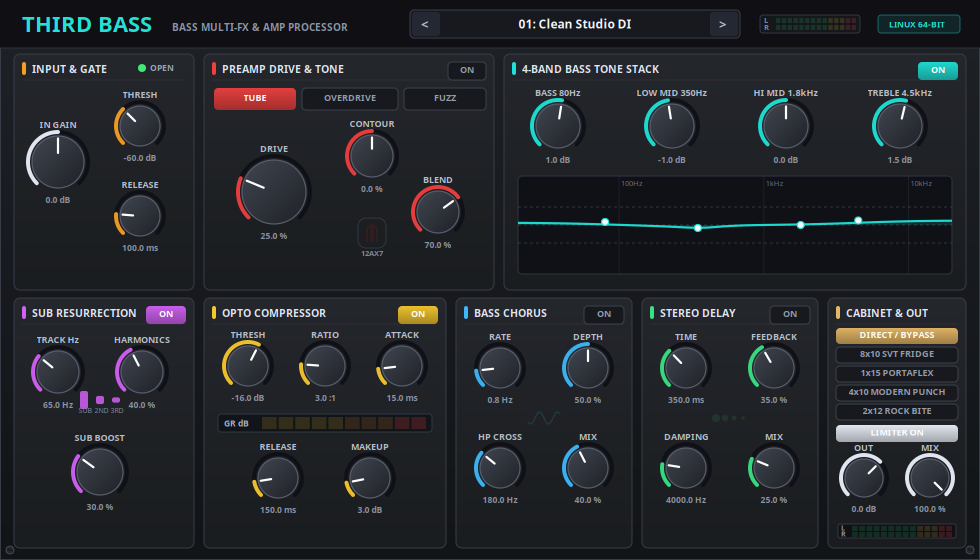 THIRD BASS
BASS MULTI-FX & AMP PROCESSOR
<
01: Clean Studio DI
>
L
R
LINUX 64-BIT
INPUT & GATE
OPEN
THRESH
-60.0 dB
IN GAIN
0.0 dB
RELEASE
100.0 ms
PREAMP DRIVE & TONE
ON
TUBE
OVERDRIVE
FUZZ
DRIVE
25.0 %
CONTOUR
0.0 %
BLEND
70.0 %
12AX7
4-BAND BASS TONE STACK
ON
BASS 80Hz
LOW MID 350Hz
HI MID 1.8kHz
TREBLE 4.5kHz
1.0 dB
-1.0 dB
0.0 dB
1.5 dB
100Hz
1kHz
10kHz
SUB RESURRECTION
ON
TRACK Hz
HARMONICS
65.0 Hz
40.0 %
SUB 2ND 3RD
SUB BOOST
30.0 %
OPTO COMPRESSOR
ON
THRESH
RATIO
ATTACK
-16.0 dB
3.0 :1
15.0 ms
GR dB
RELEASE
MAKEUP
150.0 ms
3.0 dB
BASS CHORUS
ON
RATE
DEPTH
0.8 Hz
50.0 %
HP CROSS
MIX
180.0 Hz
40.0 %
STEREO DELAY
ON
TIME
FEEDBACK
350.0 ms
35.0 %
DAMPING
MIX
4000.0 Hz
25.0 %
CABINET & OUT
DIRECT / BYPASS
8x10 SVT FRIDGE
1x15 PORTAFLEX
4x10 MODERN PUNCH
2x12 ROCK BITE
LIMITER ON
OUT
MIX
0.0 dB
100.0 %
L
R